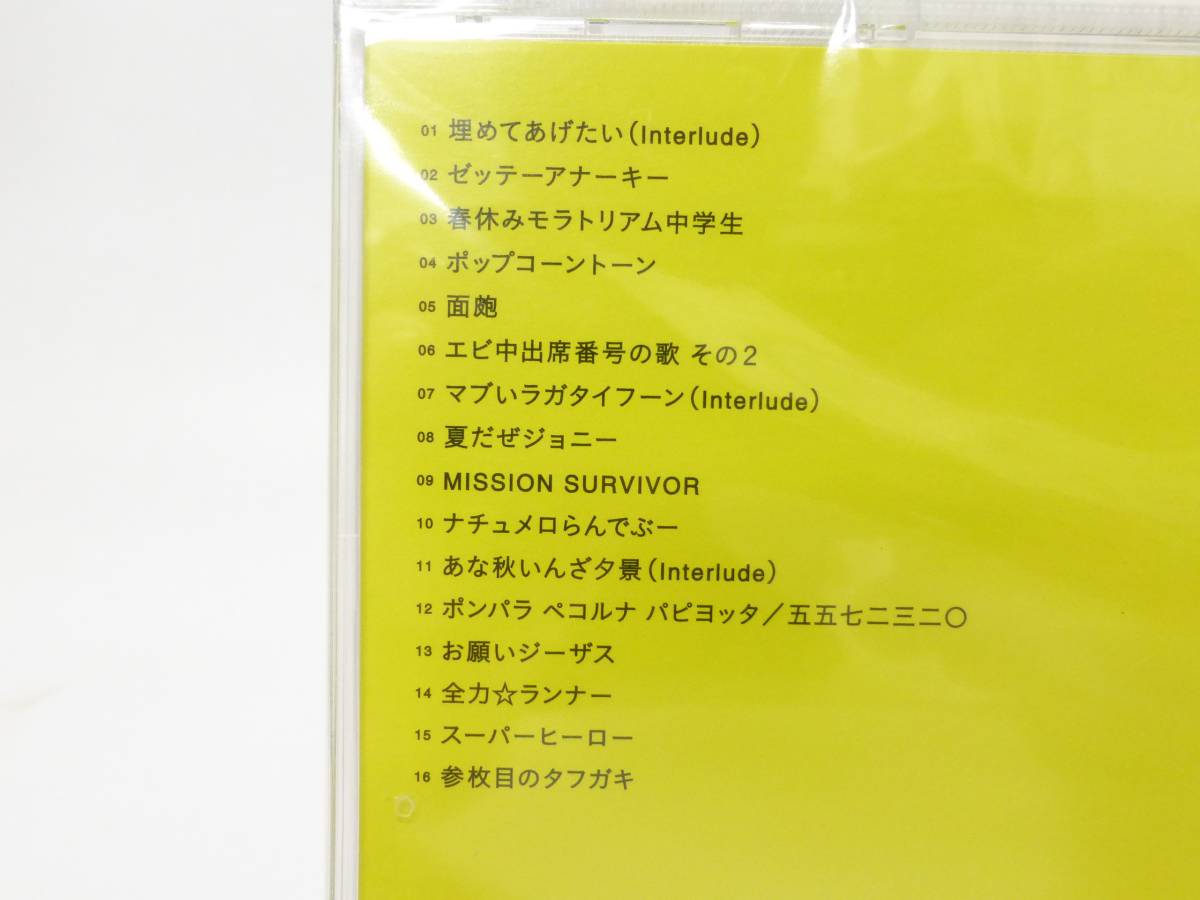 01 埋めてあげたい(Interlude)
02 ゼッテーアナーキー
03 春休みモラトリアム中学生
04 ポップコーントーン
05 面皰
06 エビ中出席番号の歌 その2
07 マブいラガタイフーン(Interlude)
08 夏だぜジョニー
09 MISSION SURVIVOR
10 ナチュメロらんでぶー
11 あな秋いんざ夕景(Interlude)
12 ポンパラ ペコルナ パピヨッタ/五五七二三二〇
13 お願いジーザス
14 全力☆ランナー
15 スーパーヒーロー
16 参枚目のタフガキ